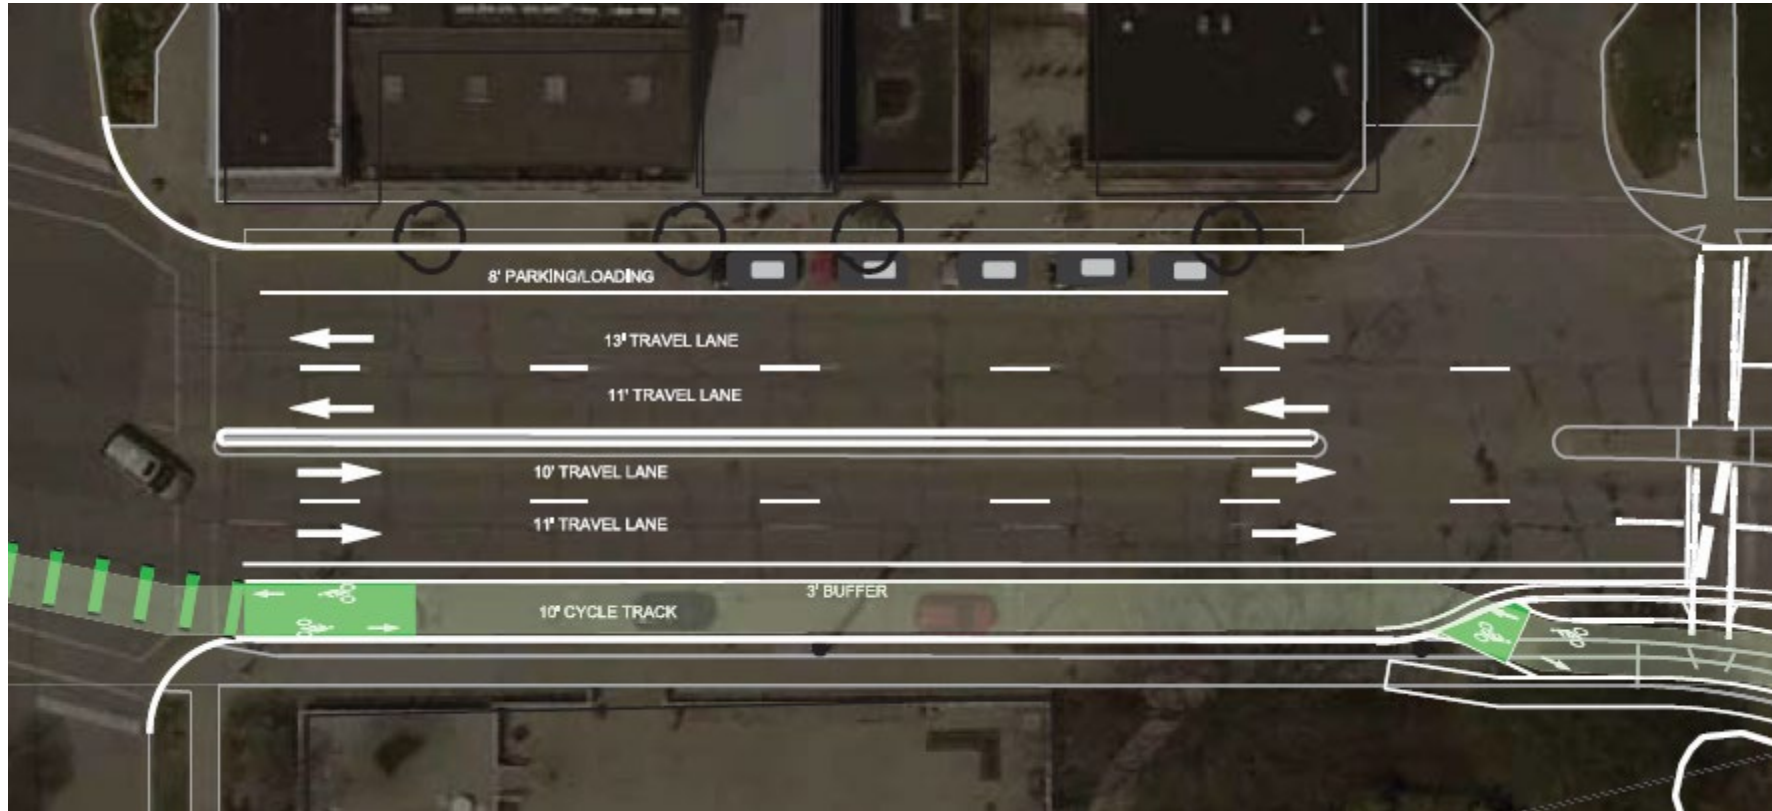 8' PARKING/LOADING
13' TRAVEL LANE
11' TRAVEL LANE
10' TRAVEL LANE
11' TRAVEL LANE
3' BUFFER
10' CYCLE TRACK